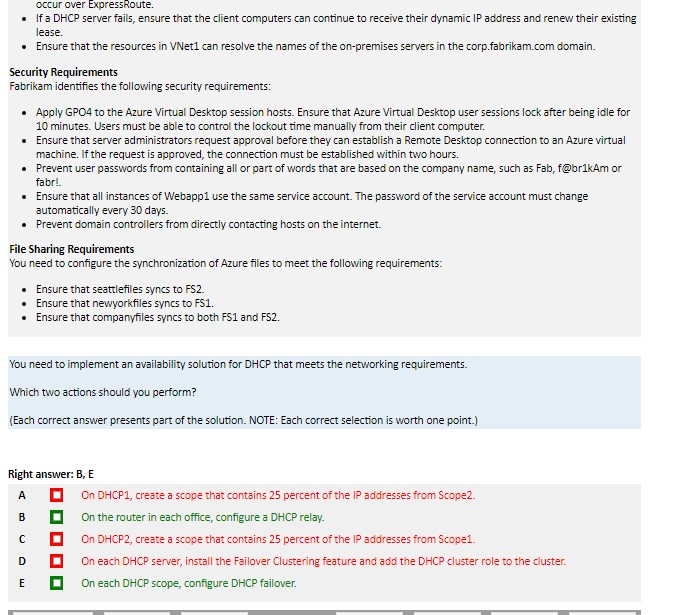 occur over ExpressRoute.
• If a DHCP server fails, ensure that the client computers can continue to receive their dynamic IP address and renew their existing
lease.
• Ensure that the resources in VNet1 can resolve the names of the on-premises servers in the corp.fabrikam.com domain.
Security Requirements
Fabrikam identifies the following security requirements:
• Apply GPO4 to the Azure Virtual Desktop session hosts. Ensure that Azure Virtual Desktop user sessions lock after being idle for
10 minutes. Users must be able to control the lockout time manually from their client computer.
• Ensure that server administrators request approval before they can establish a Remote Desktop connection to an Azure virtual
machine. If the request is approved, the connection must be established within two hours.
• Prevent user passwords from containing all or part of words that are based on the company name, such as Fab, f@br1kAm or
fabr!.
• Ensure that all instances of Webapp1 use the same service account. The password of the service account must change
automatically every 30 days.
• Prevent domain controllers from directly contacting hosts on the internet.
File Sharing Requirements
You need to configure the synchronization of Azure files to meet the following requirements:
• Ensure that seattlefiles syncs to FS2.
• Ensure that newyorkfiles syncs to FS1.
• Ensure that companyfiles syncs to both FS1 and FS2.
You need to implement an availability solution for DHCP that meets the networking requirements.
Which two actions should you perform?
(Each correct answer presents part of the solution. NOTE: Each correct selection is worth one point.)
Right answer: B, E
A On DHCP1, create a scope that contains 25 percent of the IP addresses from Scope2.
B On the router in each office, configure a DHCP relay.
C On DHCP2, create a scope that contains 25 percent of the IP addresses from Scope1.
D On each DHCP server, install the Failover Clustering feature and add the DHCP cluster role to the cluster.
E On each DHCP scope, configure DHCP failover.